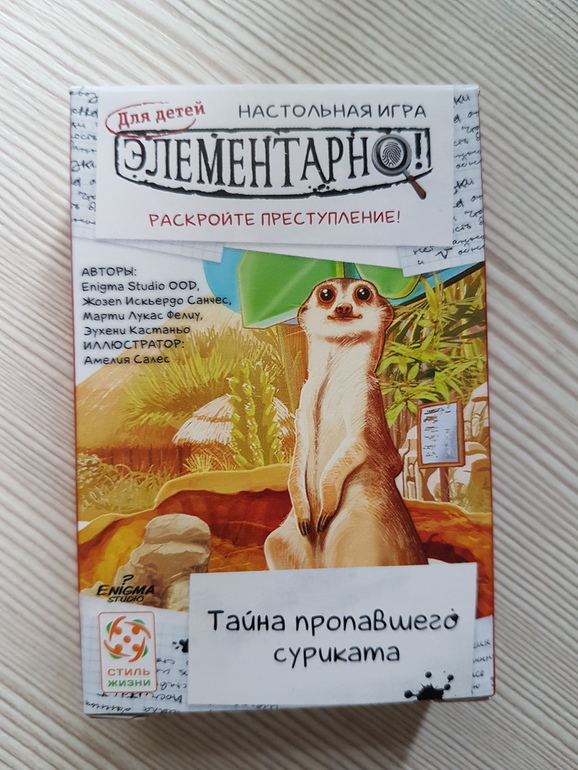 Для детей
НАСТОЛЬНАЯ ИГРА
ЭЛЕМЕНТАРНО!
РАСКРОЙТЕ ПРЕСТУПЛЕНИЕ!
АВТОРЫ:
Enigma Studio OOD,
Жозеп Искьердо Санчес,
Марти Лукас Фелиу,
Эухени Кастаньо
ИЛЛЮСТРАТОР:
Амелия Салес
?
ENIGMA
STUDIO
СТИЛЬ
ЖИЗНИ
Тайна пропавшего
суриката